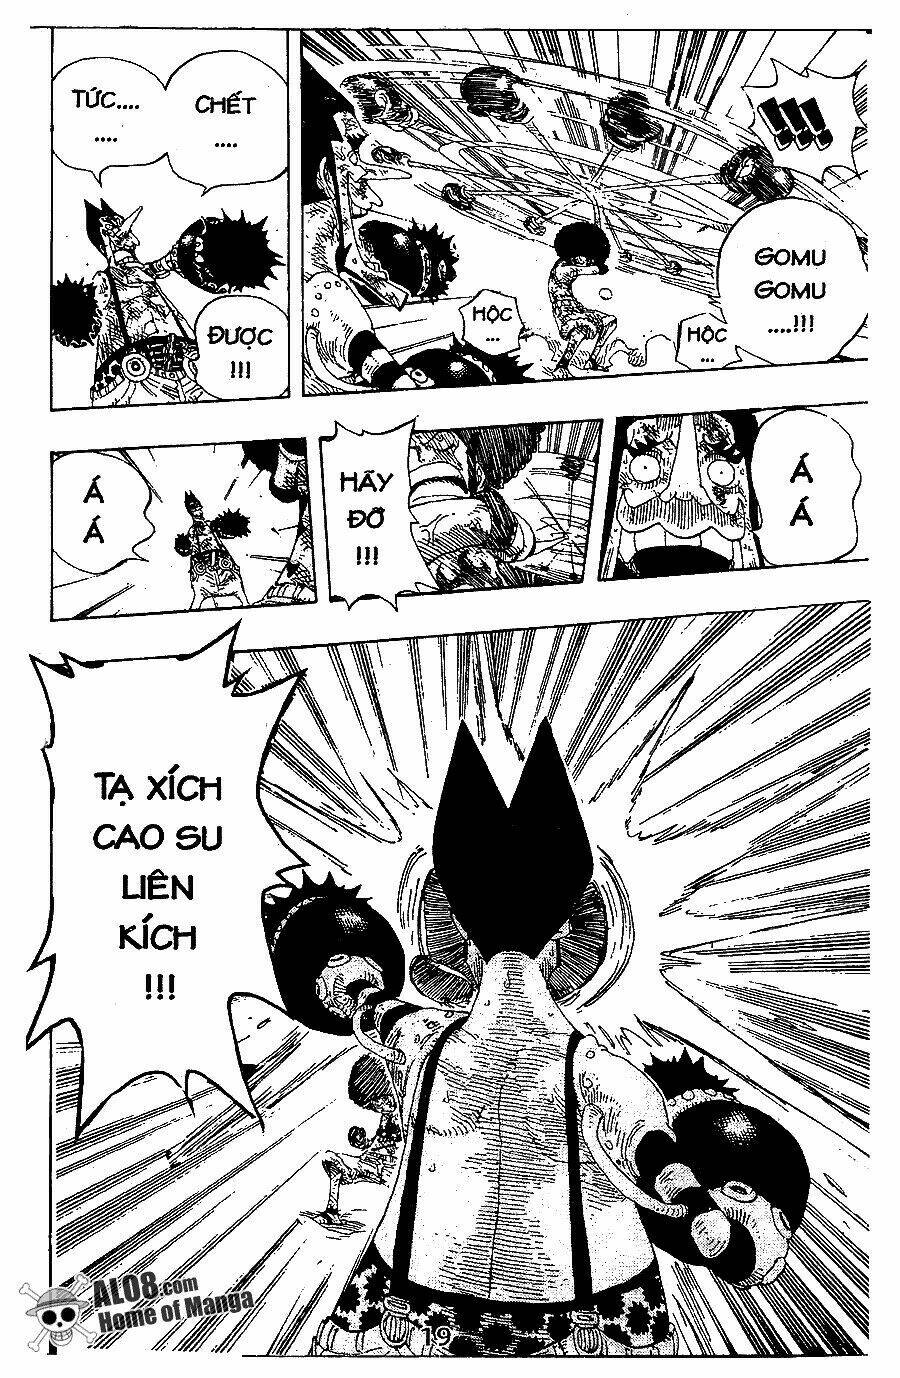 TỨC....
.....
CHẾT
....
ĐƯỢC
!!!
!!!
GOMU
GOMU
....!!!
HỘC
...
HỘC
...
Á
Á
HÃY
ĐỠ
!!!
Á
Á
TẠ XÍCH
CAO SU
LIÊN
KÍCH
!!!
ALO8.com
Home of Manga
19